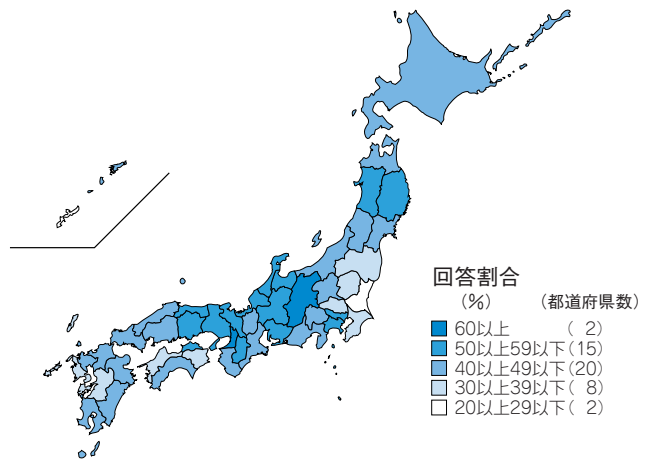 回答割合
（%）　　（都道府県数）
60以上　　　（ 2）
50以上59以下（15）
40以上49以下（20）
30以上39以下（ 8）
20以上29以下（ 2）